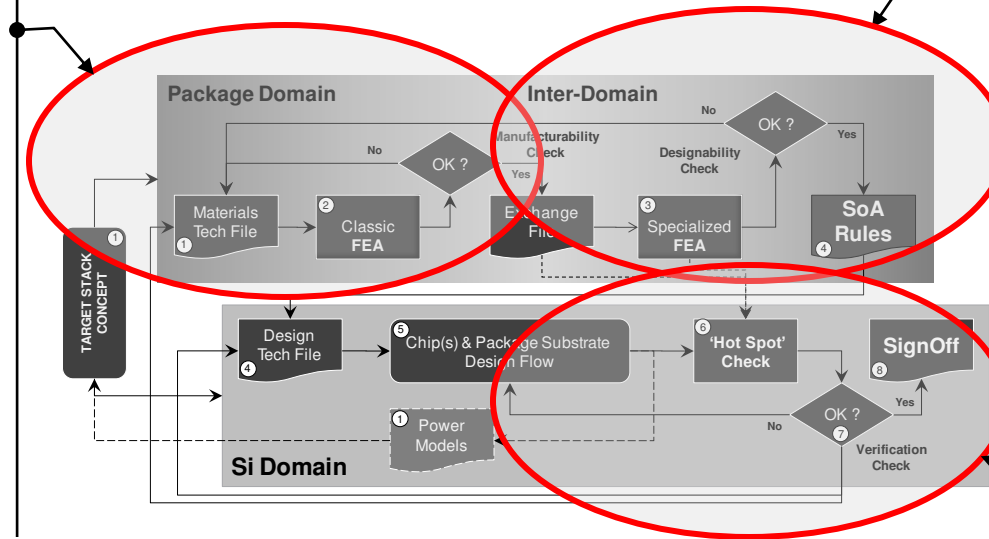 Package Domain
Inter-Domain
No
OK ?
Yes
Manufacturability
Check
No
OK ?
Yes
Designability
Check
1
TARGET STACK
CONCEPT
Materials
Tech File
1
2
Classic
FEA
Exchange
File
3
Specialized
FEA
SoA
Rules
4
Design
Tech File
4
5
Chip(s) & Package Substrate
Design Flow
6
‘Hot Spot’
Check
SignOff
8
1
Power
Models
No
OK ?
7
Yes
Verification
Check
Si Domain